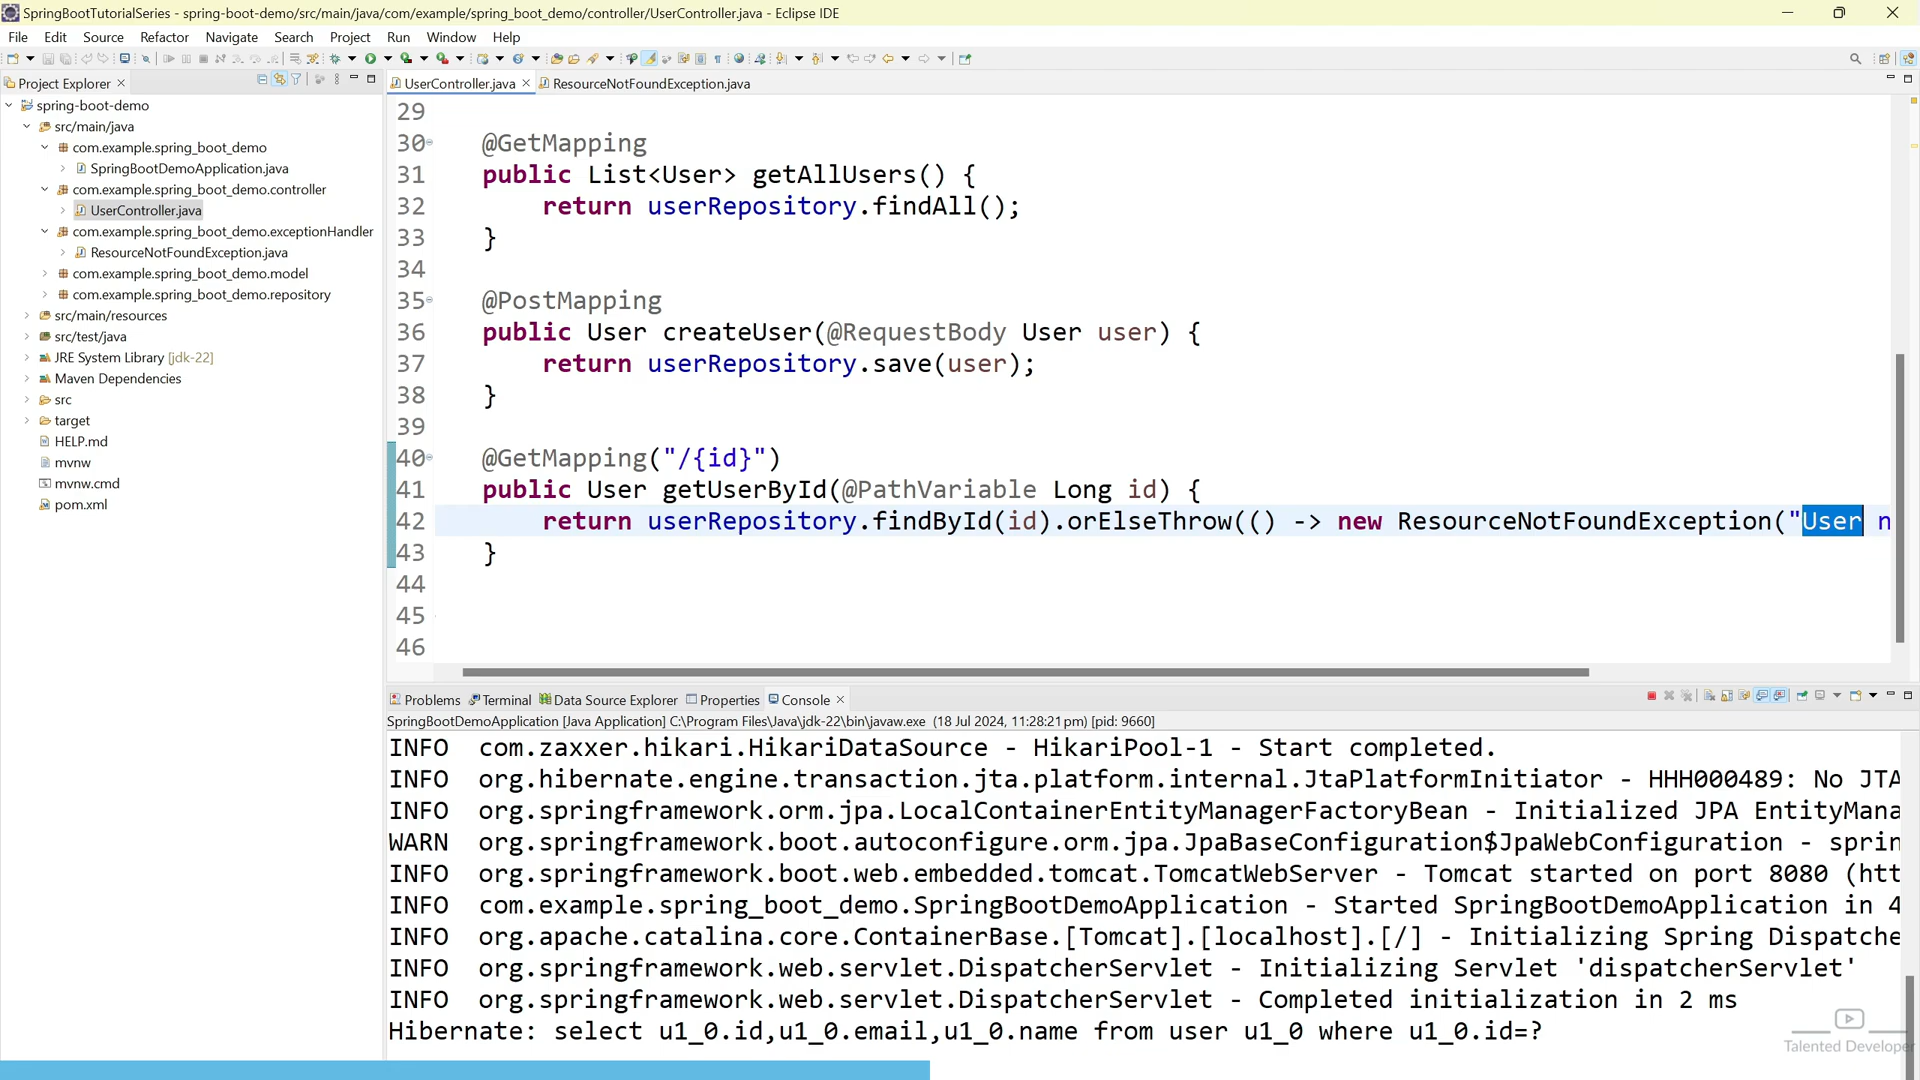 SpringBootTutorialSeries - spring-boot-demo/src/main/java/com/example/spring_boot_demo/controller/UserController.java - Eclipse IDE
File Edit Source Refactor Navigate Search Project Run Window Help
Project Explorer
UserController.java ResourceNotFoundException.java
spring-boot-demo
src/main/java
com.example.spring_boot_demo
SpringBootDemoApplication.java
com.example.spring_boot_demo.controller
UserController.java
com.example.spring_boot_demo.exceptionHandler
ResourceNotFoundException.java
com.example.spring_boot_demo.model
com.example.spring_boot_demo.repository
src/main/resources
src/test/java
JRE System Library [jdk-22]
Maven Dependencies
src
target
HELP.md
mvnw
mvnw.cmd
pom.xml
29
30 @GetMapping
31 public List<User> getAllUsers() {
32 return userRepository.findAll();
33 }
34
35 @PostMapping
36 public User createUser(@RequestBody User user) {
37 return userRepository.save(user);
38 }
39
40 @GetMapping("/{id}")
41 public User getUserById(@PathVariable Long id) {
42 return userRepository.findById(id).orElseThrow(() -> new ResourceNotFoundException("User n
43 }
44
45
46
Problems Terminal Data Source Explorer Properties Console
SpringBootDemoApplication [Java Application] C:\Program Files\Java\jdk-22\bin\javaw.exe (18 Jul 2024, 11:28:21 pm) [pid: 9660]
INFO com.zaxxer.hikari.HikariDataSource - HikariPool-1 - Start completed.
INFO org.hibernate.engine.transaction.jta.platform.internal.JtaPlatformInitiator - HHH000489: No JTA
INFO org.springframework.orm.jpa.LocalContainerEntityManagerFactoryBean - Initialized JPA EntityMana
WARN org.springframework.boot.autoconfigure.orm.jpa.JpaBaseConfiguration$JpaWebConfiguration - sprin
INFO org.springframework.boot.web.embedded.tomcat.TomcatWebServer - Tomcat started on port 8080 (htt
INFO com.example.spring_boot_demo.SpringBootDemoApplication - Started SpringBootDemoApplication in 4
INFO org.apache.catalina.core.ContainerBase.[Tomcat].[localhost].[/] - Initializing Spring Dispatche
INFO org.springframework.web.servlet.DispatcherServlet - Initializing Servlet 'dispatcherServlet'
INFO org.springframework.web.servlet.DispatcherServlet - Completed initialization in 2 ms
Hibernate: select u1_0.id,u1_0.email,u1_0.name from user u1_0 where u1_0.id=?
Talented Developer